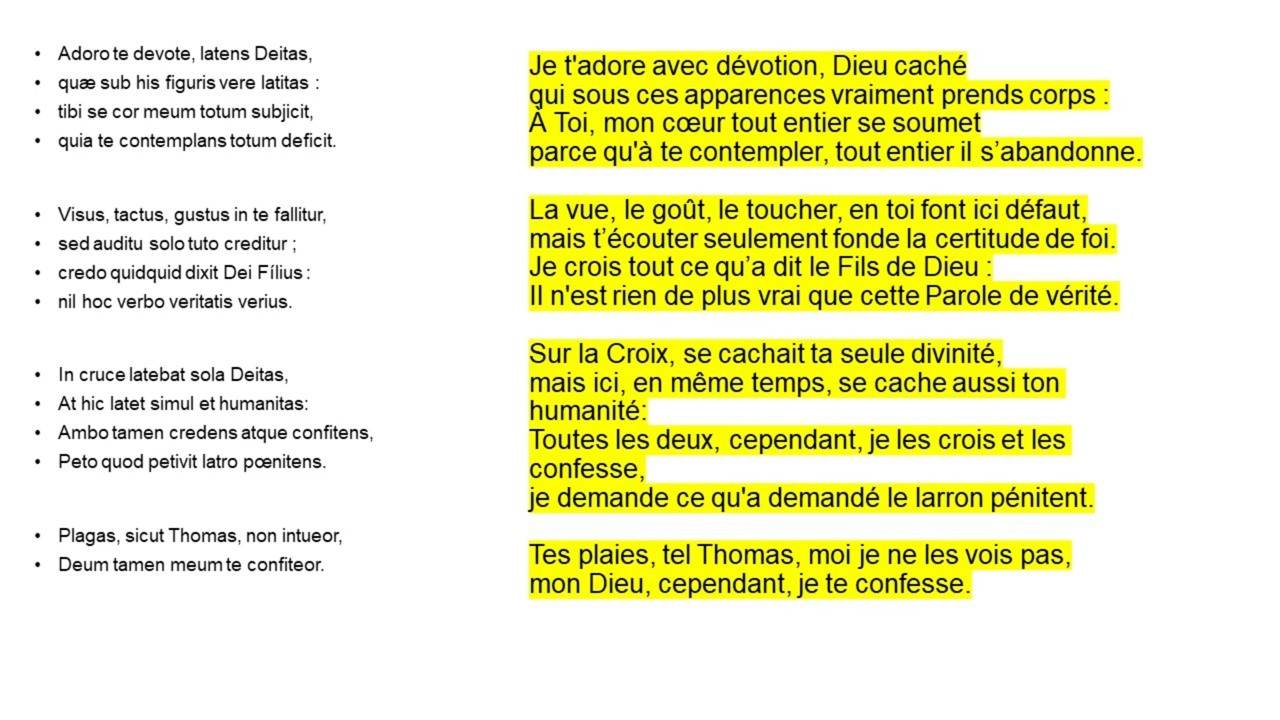 • Adoro te devote, latens Deitas,
• quæ sub his figuris vere latitas :
• tibi se cor meum totum subjicit,
• quia te contemplans totum deficit.
• Visus, tactus, gustus in te fallitur,
• sed auditu solo tuto creditur ;
• credo quidquid dixit Dei Fílius :
• nil hoc verbo veritatis verius.
• In cruce latebat sola Deitas,
• At hic latet simul et humanitas:
• Ambo tamen credens atque confitens,
• Peto quod petivit latro pœnitens.
• Plagas, sicut Thomas, non intueor,
• Deum tamen meum te confiteor.
Je t'adore avec dévotion, Dieu caché
qui sous ces apparences vraiment prends corps :
À Toi, mon cœur tout entier se soumet
parce qu'à te contempler, tout entier il s’abandonne.
La vue, le goût, le toucher, en toi font ici défaut,
mais t’écouter seulement fonde la certitude de foi.
Je crois tout ce qu’a dit le Fils de Dieu :
Il n'est rien de plus vrai que cette Parole de vérité.
Sur la Croix, se cachait ta seule divinité,
mais ici, en même temps, se cache aussi ton
humanité:
Toutes les deux, cependant, je les crois et les
confesse,
je demande ce qu'a demandé le larron pénitent.
Tes plaies, tel Thomas, moi je ne les vois pas,
mon Dieu, cependant, je te confesse.